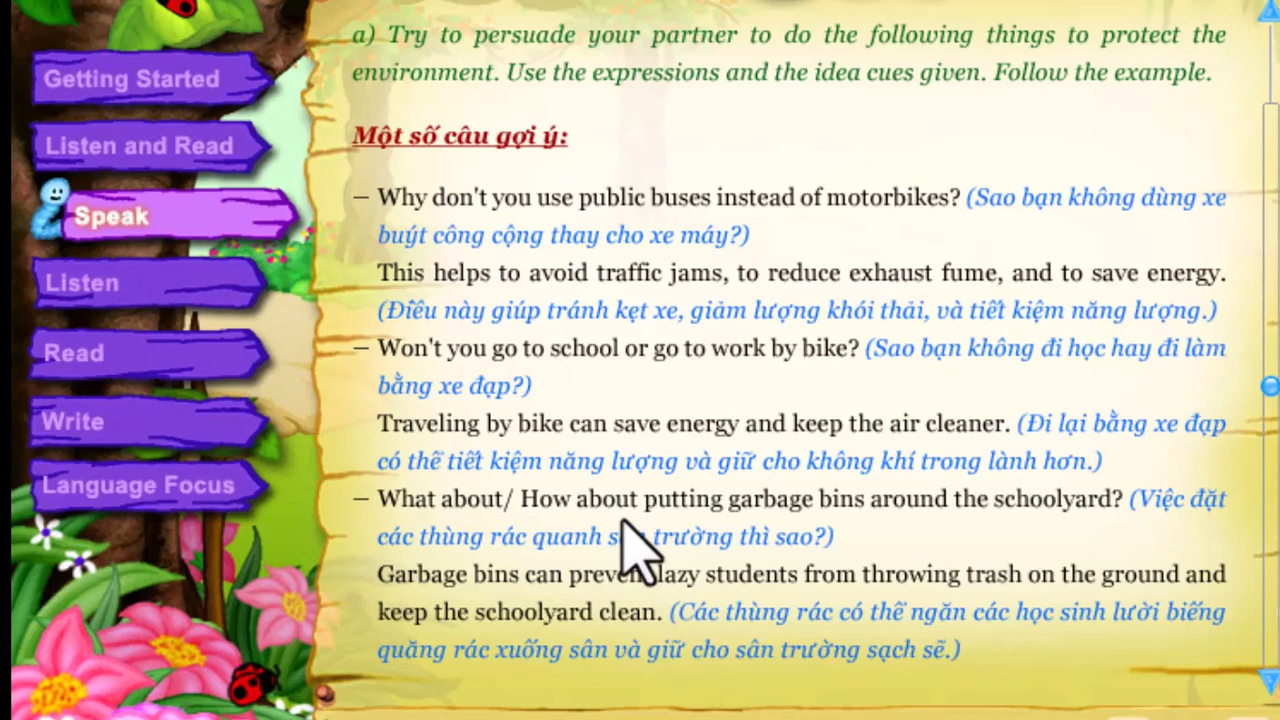 Getting Started
Listen and Read
Speak
Listen
Read
Write
Language Focus
a) Try to persuade your partner to do the following things to protect the
environment. Use the expressions and the idea cues given. Follow the example.
Một số câu gợi ý:
– Why don't you use public buses instead of motorbikes? (Sao bạn không dùng xe
buýt công cộng thay cho xe máy?)
This helps to avoid traffic jams, to reduce exhaust fume, and to save energy.
(Điều này giúp tránh kẹt xe, giảm lượng khói thải, và tiết kiệm năng lượng.)
– Won't you go to school or go to work by bike? (Sao bạn không đi học hay đi làm
bằng xe đạp?)
Traveling by bike can save energy and keep the air cleaner. (Đi lại bằng xe đạp
có thể tiết kiệm năng lượng và giữ cho không khí trong lành hơn.)
– What about/ How about putting garbage bins around the schoolyard? (Việc đặt
các thùng rác quanh trường thì sao?)
Garbage bins can prevent lazy students from throwing trash on the ground and
keep the schoolyard clean. (Các thùng rác có thể ngăn các học sinh lười biếng
quăng rác xuống sân và giữ cho sân trường sạch sẽ.)